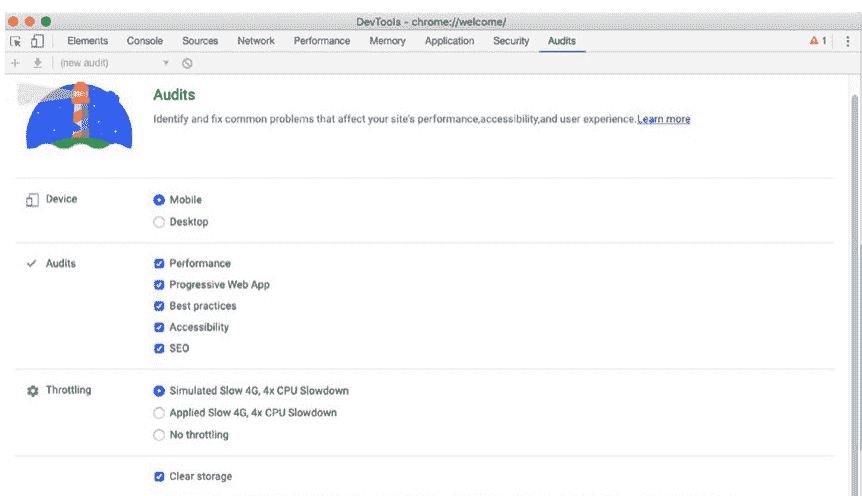 DevTools - chrome://welcome/
Elements Console Sources Network Performance Memory Application Security Audits 1
(new audit)
Audits
Identify and fix common problems that affect your site's performance,accessibility,and user experience.Learn more
Device
Mobile
Desktop
Audits
Performance
Progressive Web App
Best practices
Accessibility
SEO
Throttling
Simulated Slow 4G, 4x CPU Slowdown
Applied Slow 4G, 4x CPU Slowdown
No throttling
Clear storage